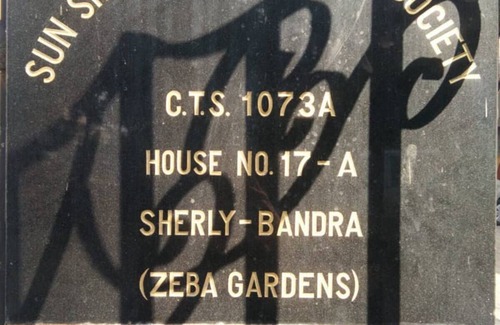 SUN SOCIETY
C.T.S. 1073A
HOUSE NO. 17-A
SHERLY-BANDRA
(ZEBA GARDENS)